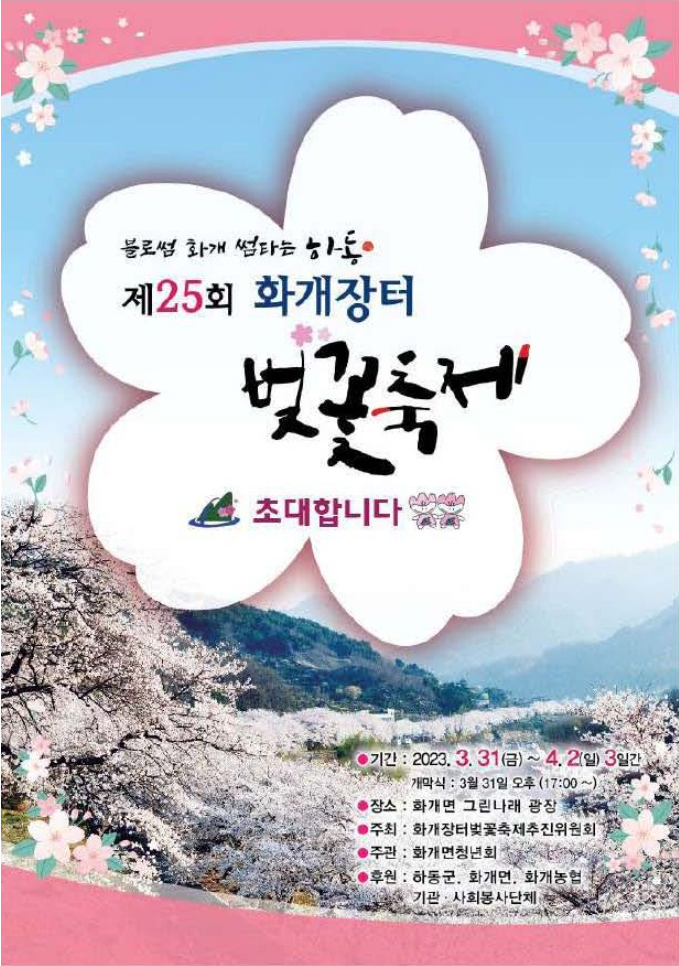 블로썸 화개 썸타는 하동
제25회 화개장터
벚꽃축제
초대합니다
●기간 : 2023. 3. 31(금) ~ 4. 2(일) 3일간
개막식 : 3월 31일 오후 (17:00 ~)
●장소 : 화개면 그린나래 광장
●주최 : 화개장터벚꽃축제추진위원회
●주관 : 화개면청년회
●후원 : 하동군, 화개면, 화개농협
기관·사회봉사단체